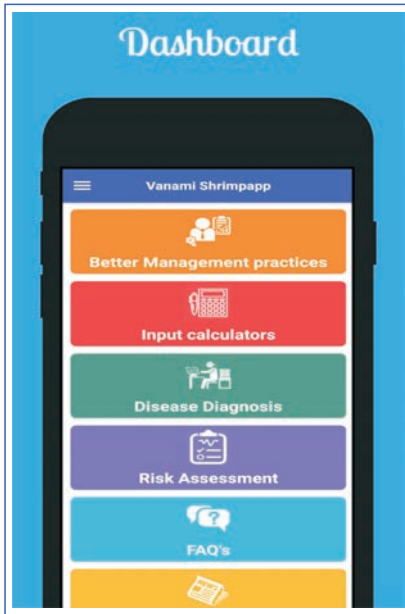 Dashboard
Vanami Shrimpapp
Better Management practices
Input calculators
Disease Diagnosis
Risk Assessment
FAQ's